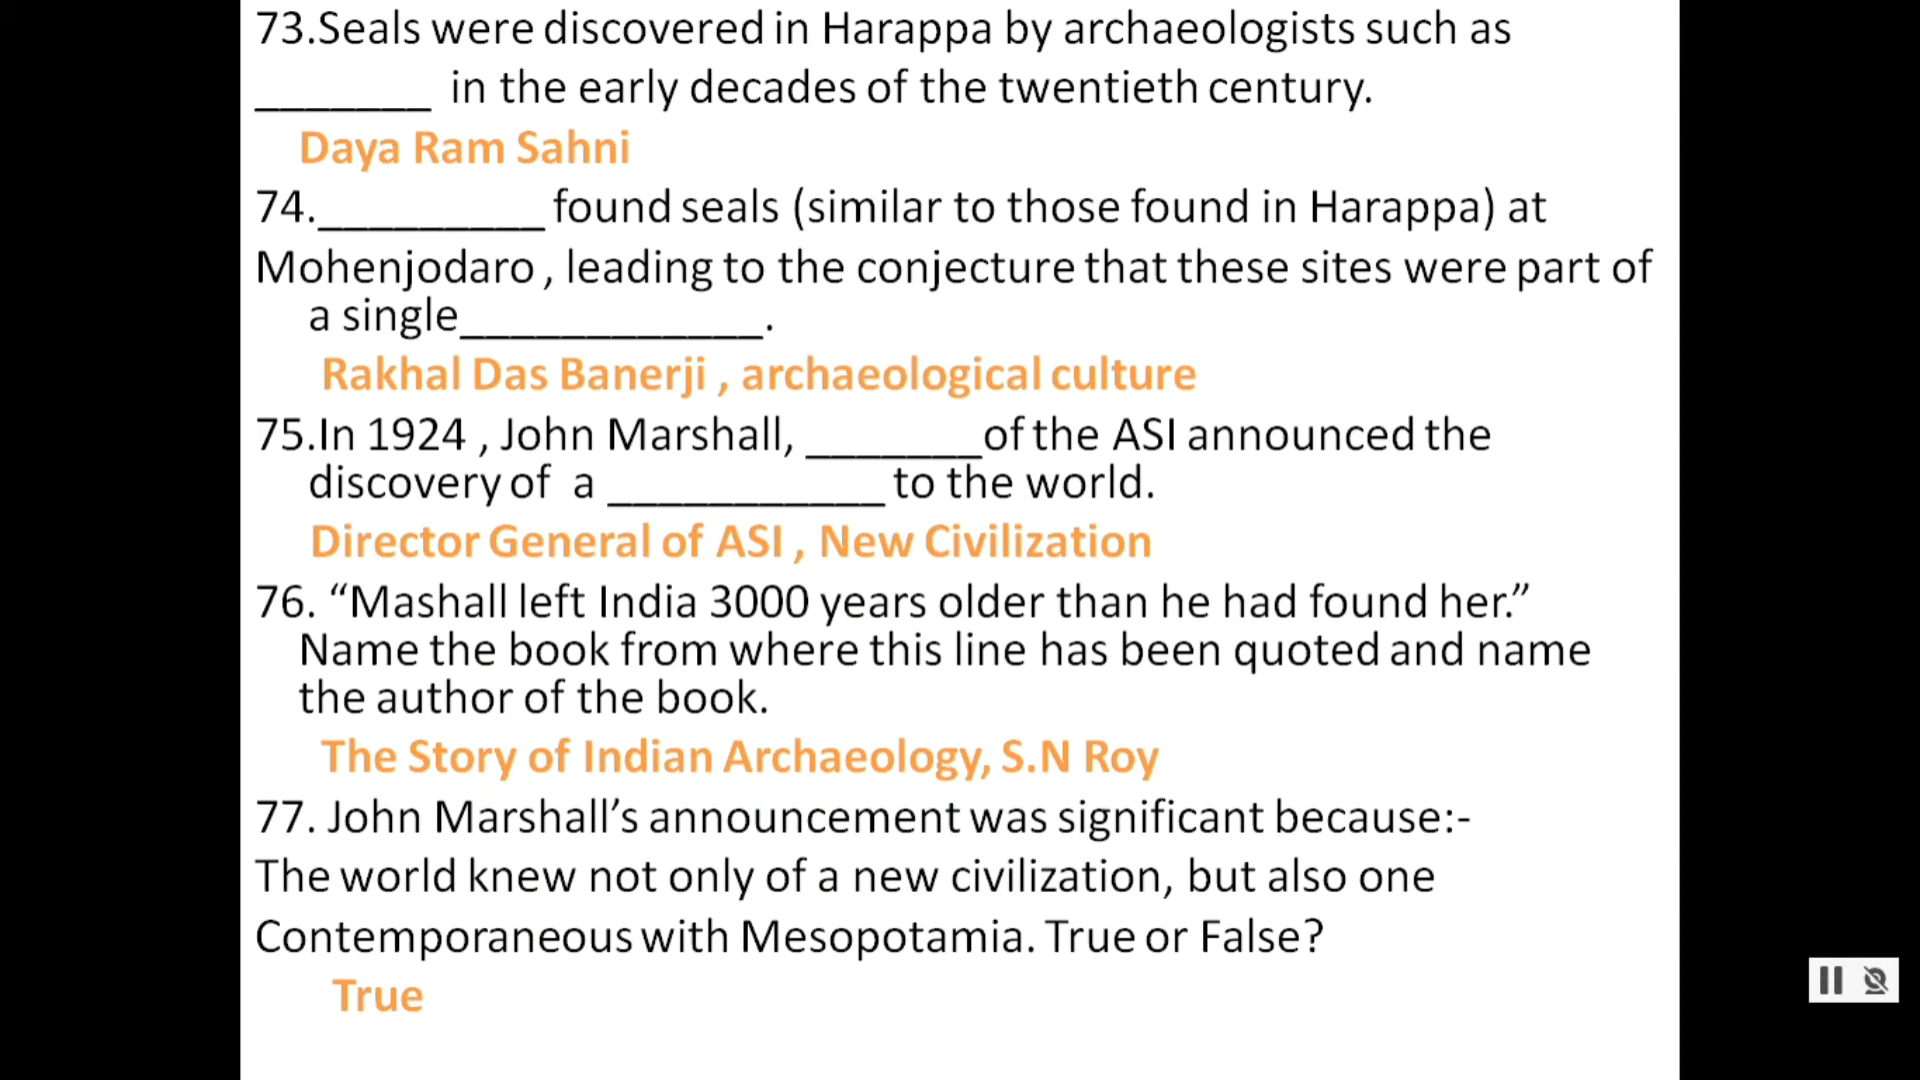 73.Seals were discovered in Harappa by archaeologists such as
_______ in the early decades of the twentieth century.
Daya Ram Sahni
74._________ found seals (similar to those found in Harappa) at
Mohenjodaro , leading to the conjecture that these sites were part of
a single____________.
Rakhal Das Banerji , archaeological culture
75.In 1924 , John Marshall, _______of the ASI announced the
discovery of a ___________ to the world.
Director General of ASI , New Civilization
76. “Mashall left India 3000 years older than he had found her.”
Name the book from where this line has been quoted and name
the author of the book.
The Story of Indian Archaeology, S.N Roy
77. John Marshall’s announcement was significant because:-
The world knew not only of a new civilization, but also one
Contemporaneous with Mesopotamia. True or False?
True